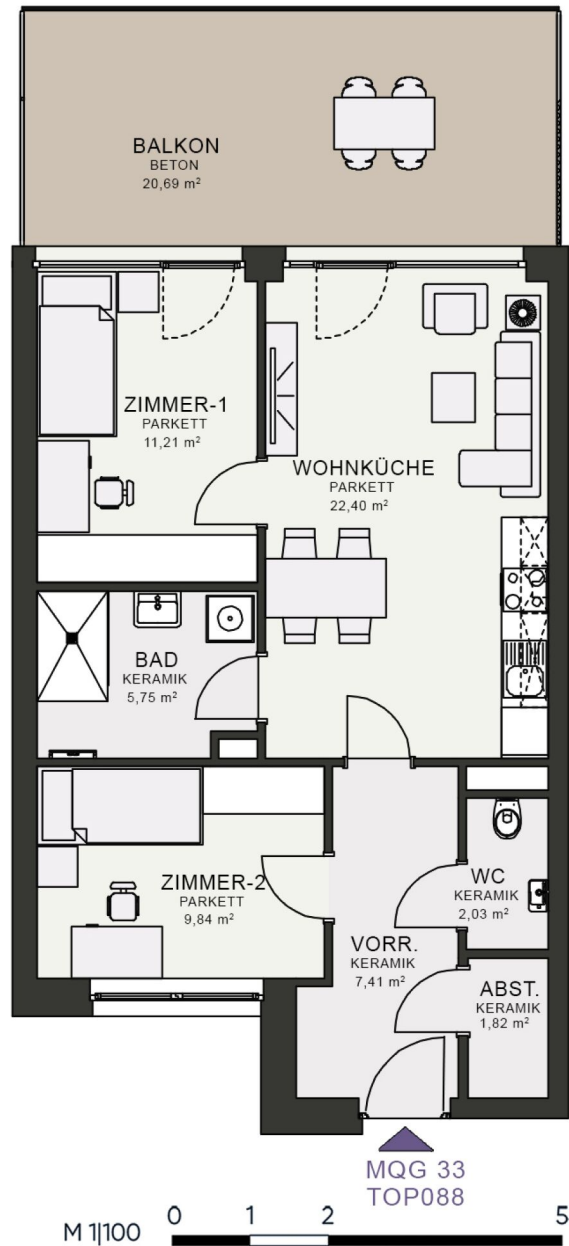 BALKON
BETON
20,69 m²
ZIMMER-1
PARKETT
11,21 m²
WOHNKÜCHE
PARKETT
22,40 m²
BAD
KERAMIK
5,75 m²
ZIMMER-2
PARKETT
9,84 m²
WC
KERAMIK
2,03 m²
VORR.
KERAMIK
7,41 m²
ABST.
KERAMIK
1,82 m²
MQG 33
TOP088
M 1|100 0 1 2 5